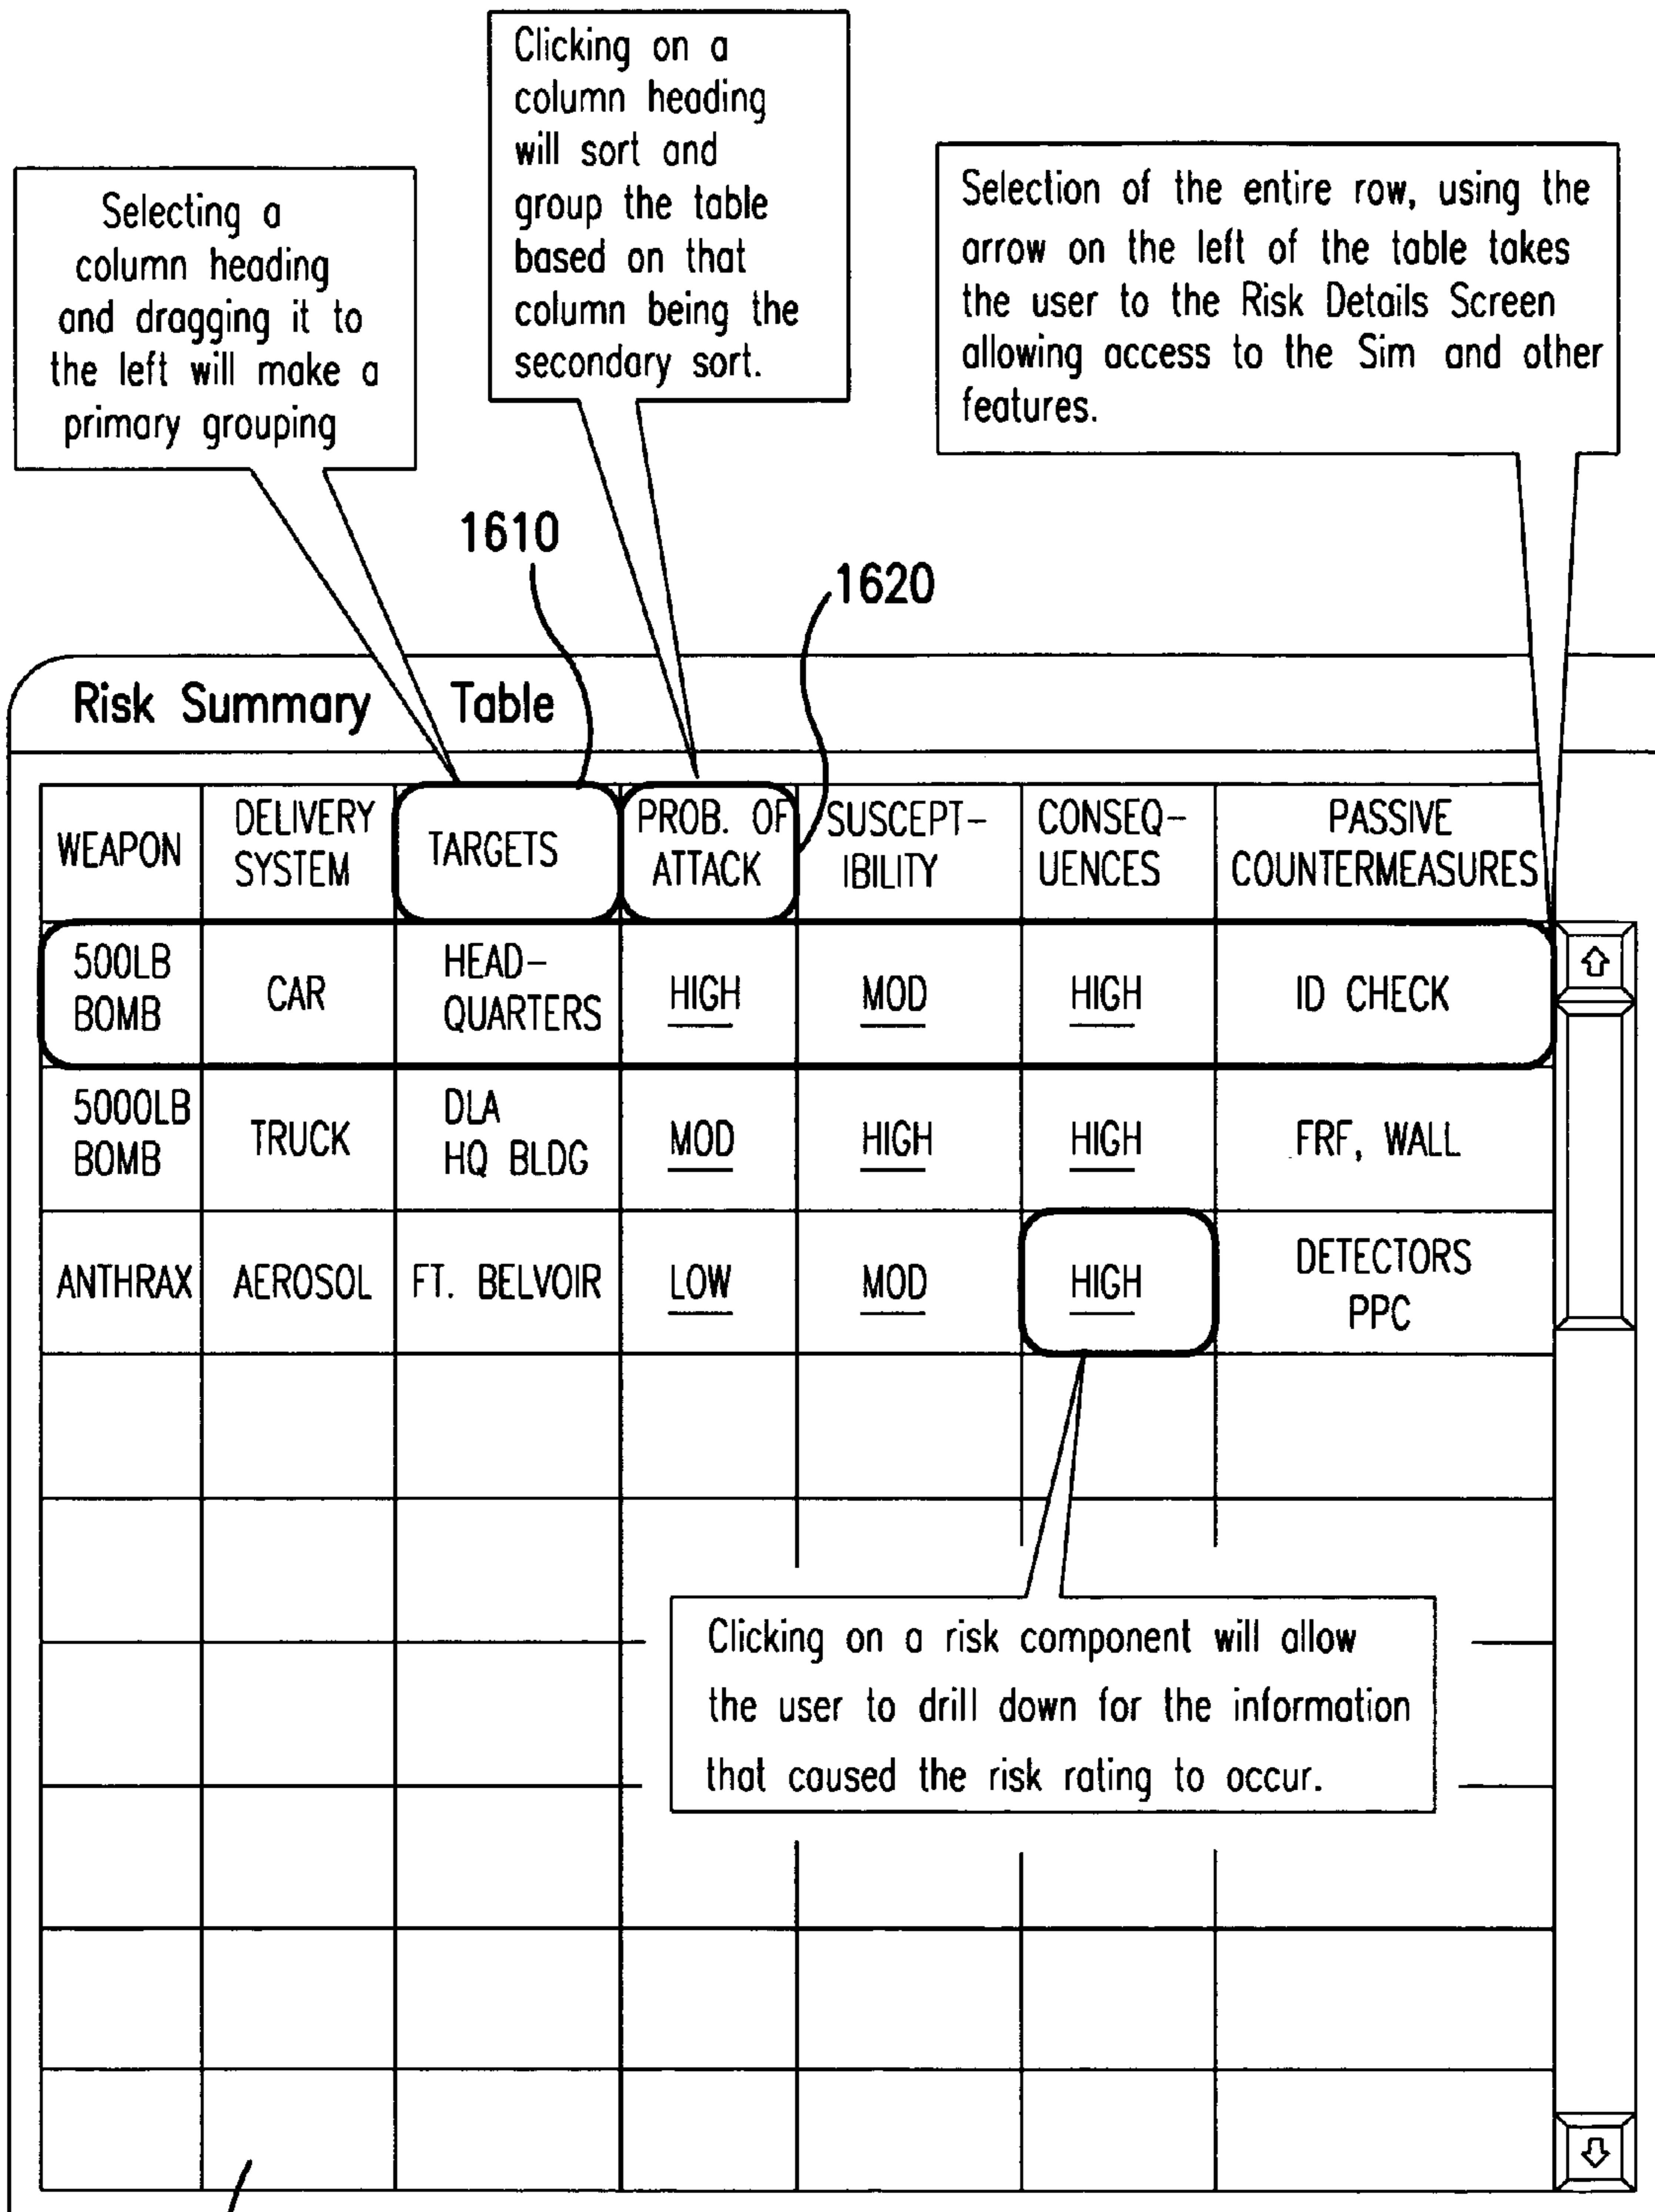 Clicking on a
column heading
will sort and
group the table
based on that
column being the
secondary sort.
Selecting a
column heading
and dragging it to
the left will make a
primary grouping
Selection of the entire row, using the
arrow on the left of the table takes
the user to the Risk Details Screen
allowing access to the Sim and other
features.
1610
1620
Risk Summary Table
WEAPON
DELIVERY
SYSTEM
TARGETS
PROB. OF
ATTACK
SUSCEPT-
IBILITY
CONSEQ-
UENCES
PASSIVE
COUNTERMEASURES
500LB
BOMB
CAR
HEAD-
QUARTERS
HIGH
MOD
HIGH
ID CHECK
5000LB
BOMB
TRUCK
DLA
HQ BLDG
MOD
HIGH
HIGH
FRF, WALL
ANTHRAX
AEROSOL
FT. BELVOIR
LOW
MOD
HIGH
DETECTORS
PPC
Clicking on a risk component will allow
the user to drill down for the information
that caused the risk rating to occur.